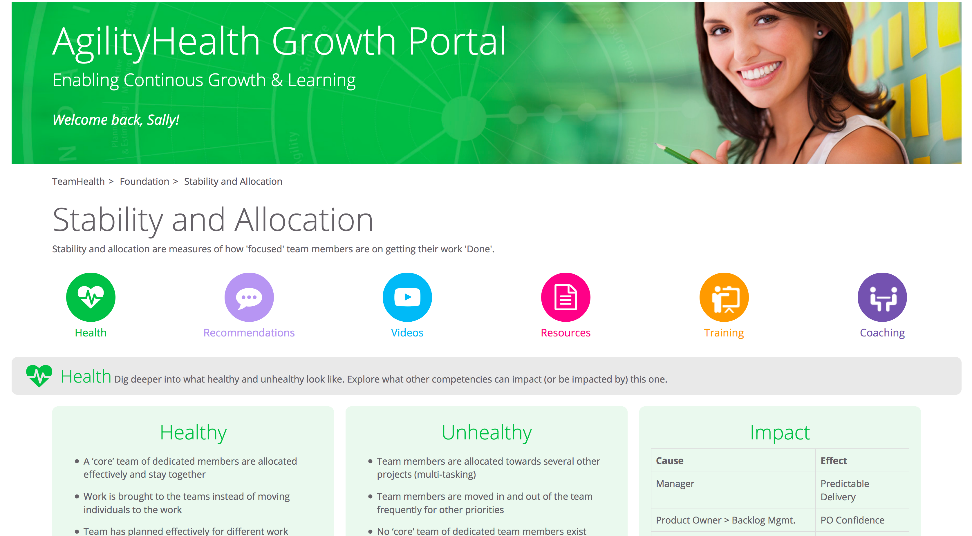 AgilityHealth Growth Portal
Enabling Continous Growth & Learning
Welcome back, Sally!
TeamHealth > Foundation > Stability and Allocation
Stability and Allocation
Stability and allocation are measures of how 'focused' team members are on getting their work 'Done'.
Health
Recommendations
Videos
Resources
Training
Coaching
Health Dig deeper into what healthy and unhealthy look like. Explore what other competencies can impact (or be impacted by) this one.
Healthy
• A 'core' team of dedicated members are allocated
effectively and stay together
• Work is brought to the teams instead of moving
individuals to the work
• Team has planned effectively for different work
Unhealthy
• Team members are allocated towards several other
projects (multi-tasking)
• Team members are moved in and out of the team
frequently for other priorities
• No 'core' team of dedicated team members exist
Impact
Cause Effect
Manager Predictable
Delivery
Product Owner > Backlog Mgmt. PO Confidence